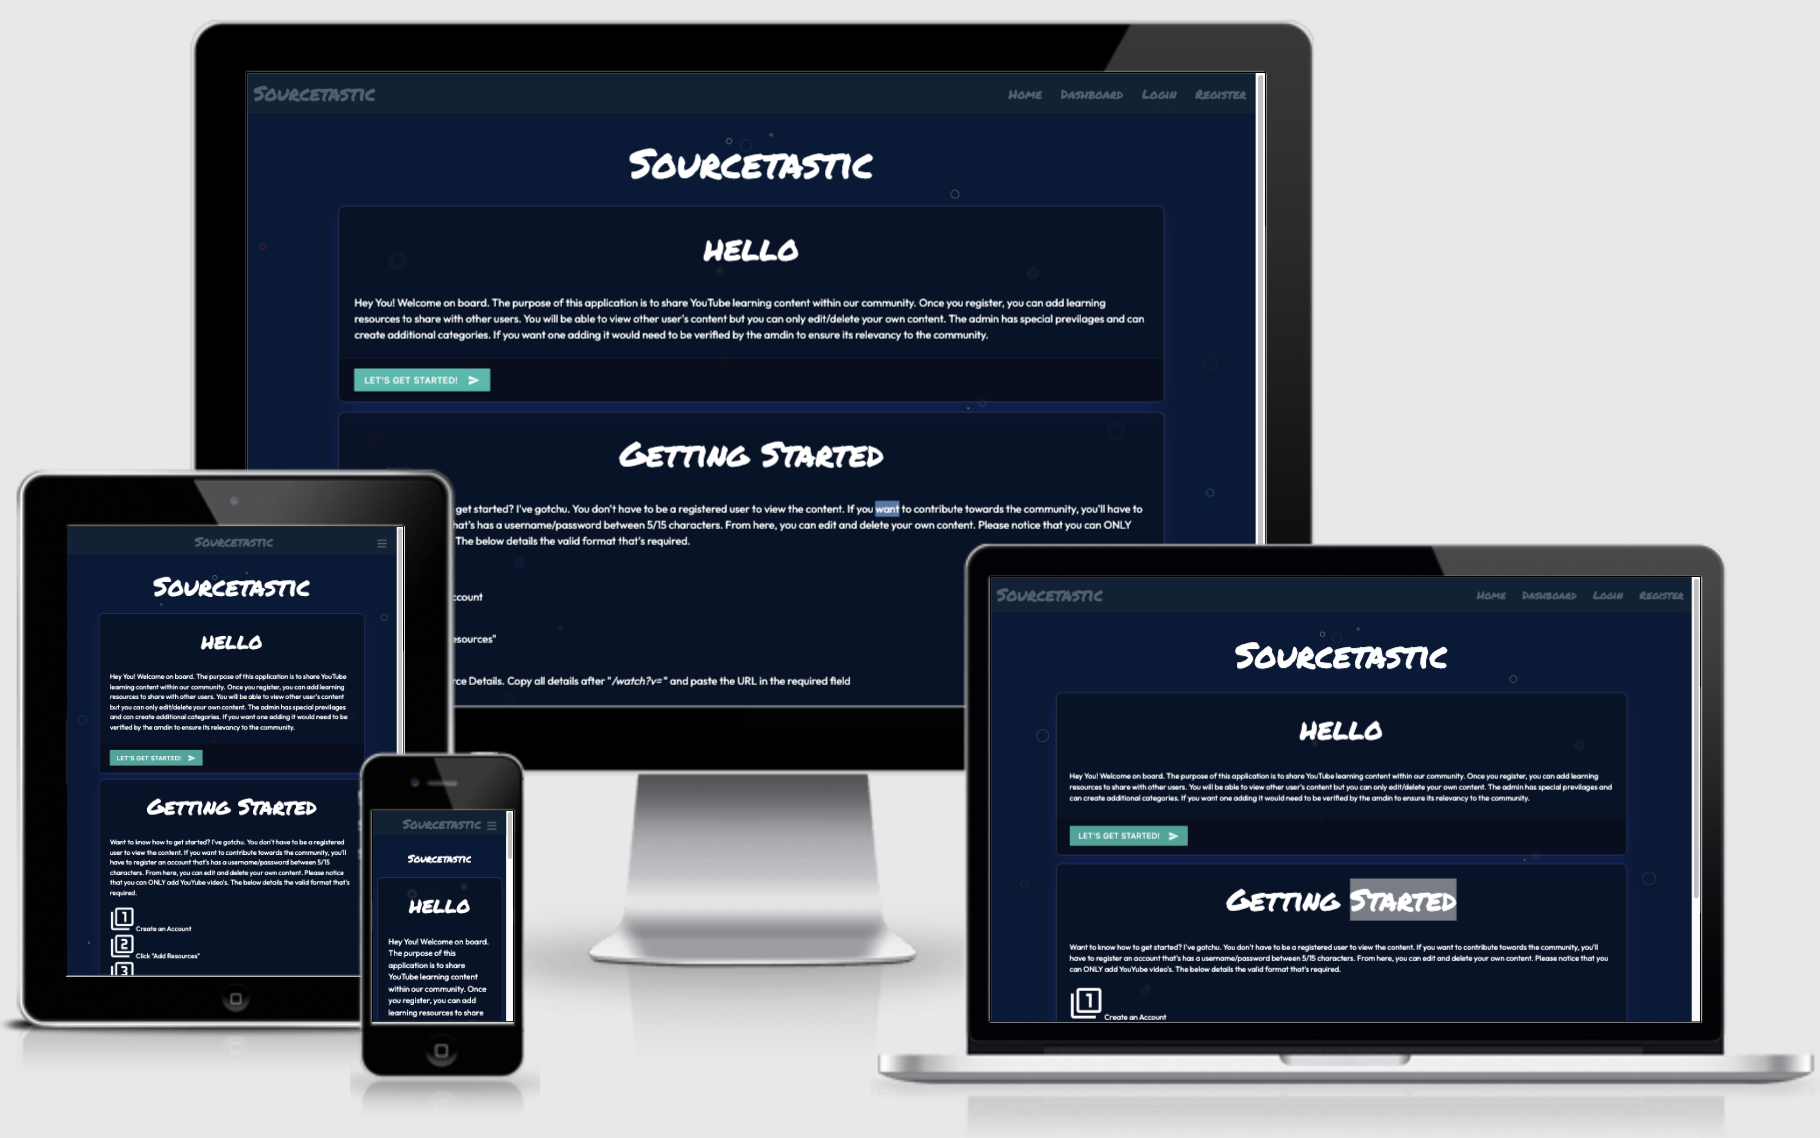 Sourcetastic
Home Dashboard Login Register
Sourcetastic
HELLO
Hey You! Welcome on board. The purpose of this application is to share YouTube learning content within our community. Once you register, you can add learning
resources to share with other users. You will be able to view other user's content but you can only edit/delete your own content. The admin has special previlages and can
create additional categories. If you want one adding it would need to be verified by the amdin to ensure its relevancy to the community.
LET'S GET STARTED!
Getting Started
get started? I've gotchu. You don't have to be a registered user to view the content. If you want to contribute towards the community, you'll have to
hat's has a username/password between 5/15 characters. From here, you can edit and delete your own content. Please notice that you can ONLY
The below details the valid format that's required.
ccount
esources"
rce Details. Copy all details after "/watch?v=" and paste the URL in the required field
Sourcetastic
Sourcetastic
HELLO
Hey You! Welcome on board. The purpose of this application is to share YouTube
learning content within our community. Once you register, you can add learning
resources to share with other users. You will be able to view other user's content
but you can only edit/delete your own content. The admin has special previlages
and can create additional categories. If you want one adding it would need to be
verified by the amdin to ensure its relevancy to the community.
LET'S GET STARTED!
Getting Started
Want to know how to get started? I've gotchu. You don't have to be a registered
user to view the content. If you want to contribute towards the community, you'll
have to register an account that's has a username/password between 5/15
characters. From here, you can edit and delete your own content. Please notice
that you can ONLY add YouTube video's. The below details the valid format that's
required.
1 Create an Account
2 Click "Add Resources"
3
Sourcetastic
Sourcetastic
HELLO
Hey You! Welcome on board.
The purpose of this
application is to share
YouTube learning content
within our community. Once
you register, you can add
learning resources to share
Sourcetastic
Home Dashboard Login Register
Sourcetastic
HELLO
Hey You! Welcome on board. The purpose of this application is to share YouTube learning content within our community. Once you register, you can add learning
resources to share with other users. You will be able to view other user's content but you can only edit/delete your own content. The admin has special previlages and
can create additional categories. If you want one adding it would need to be verified by the amdin to ensure its relevancy to the community.
LET'S GET STARTED!
Getting Started
Want to know how to get started? I've gotchu. You don't have to be a registered user to view the content. If you want to contribute towards the community, you'll
have to register an account that's has a username/password between 5/15 characters. From here, you can edit and delete your own content. Please notice that you
can ONLY add YouTube video's. The below details the valid format that's required.
1 Create an Account